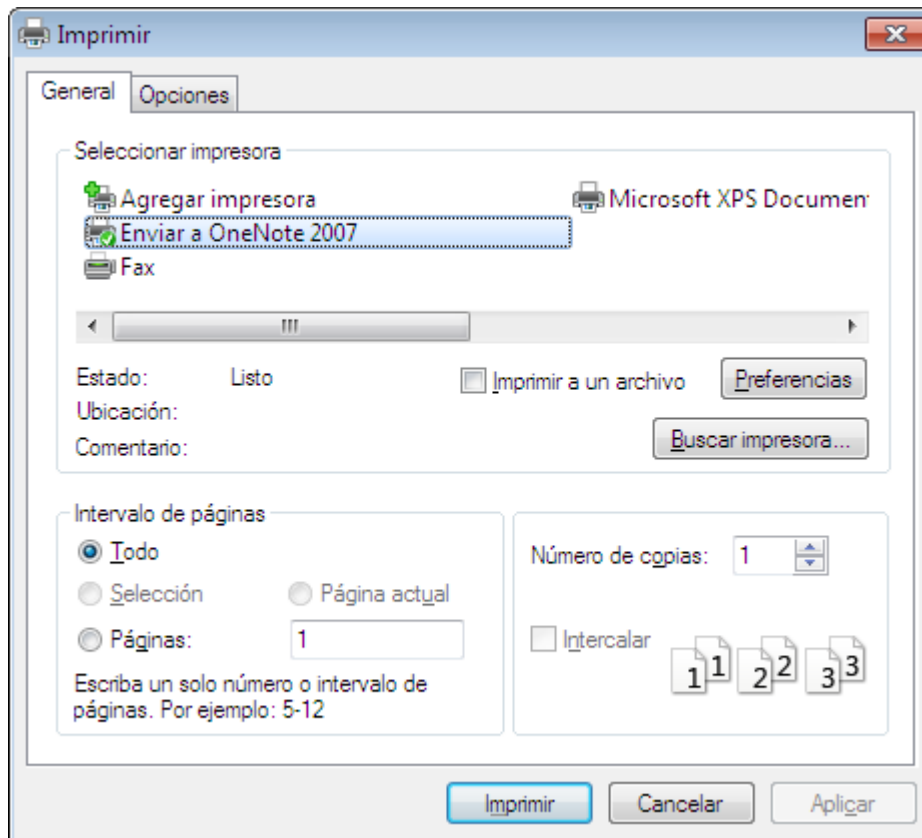 Imprimir
General Opciones
Seleccionar impresora
Agregar impresora Microsoft XPS Documen
Enviar a OneNote 2007
Fax
Estado: Listo Imprimir a un archivo Preferencias
Ubicación:
Comentario: Buscar impresora...
Intervalo de páginas
Todo Número de copias: 1
Selección Página actual
Páginas: 1 Intercalar
1 1 2 2 3 3
Escriba un solo número o intervalo de
páginas. Por ejemplo: 5-12
Imprimir Cancelar Aplicar